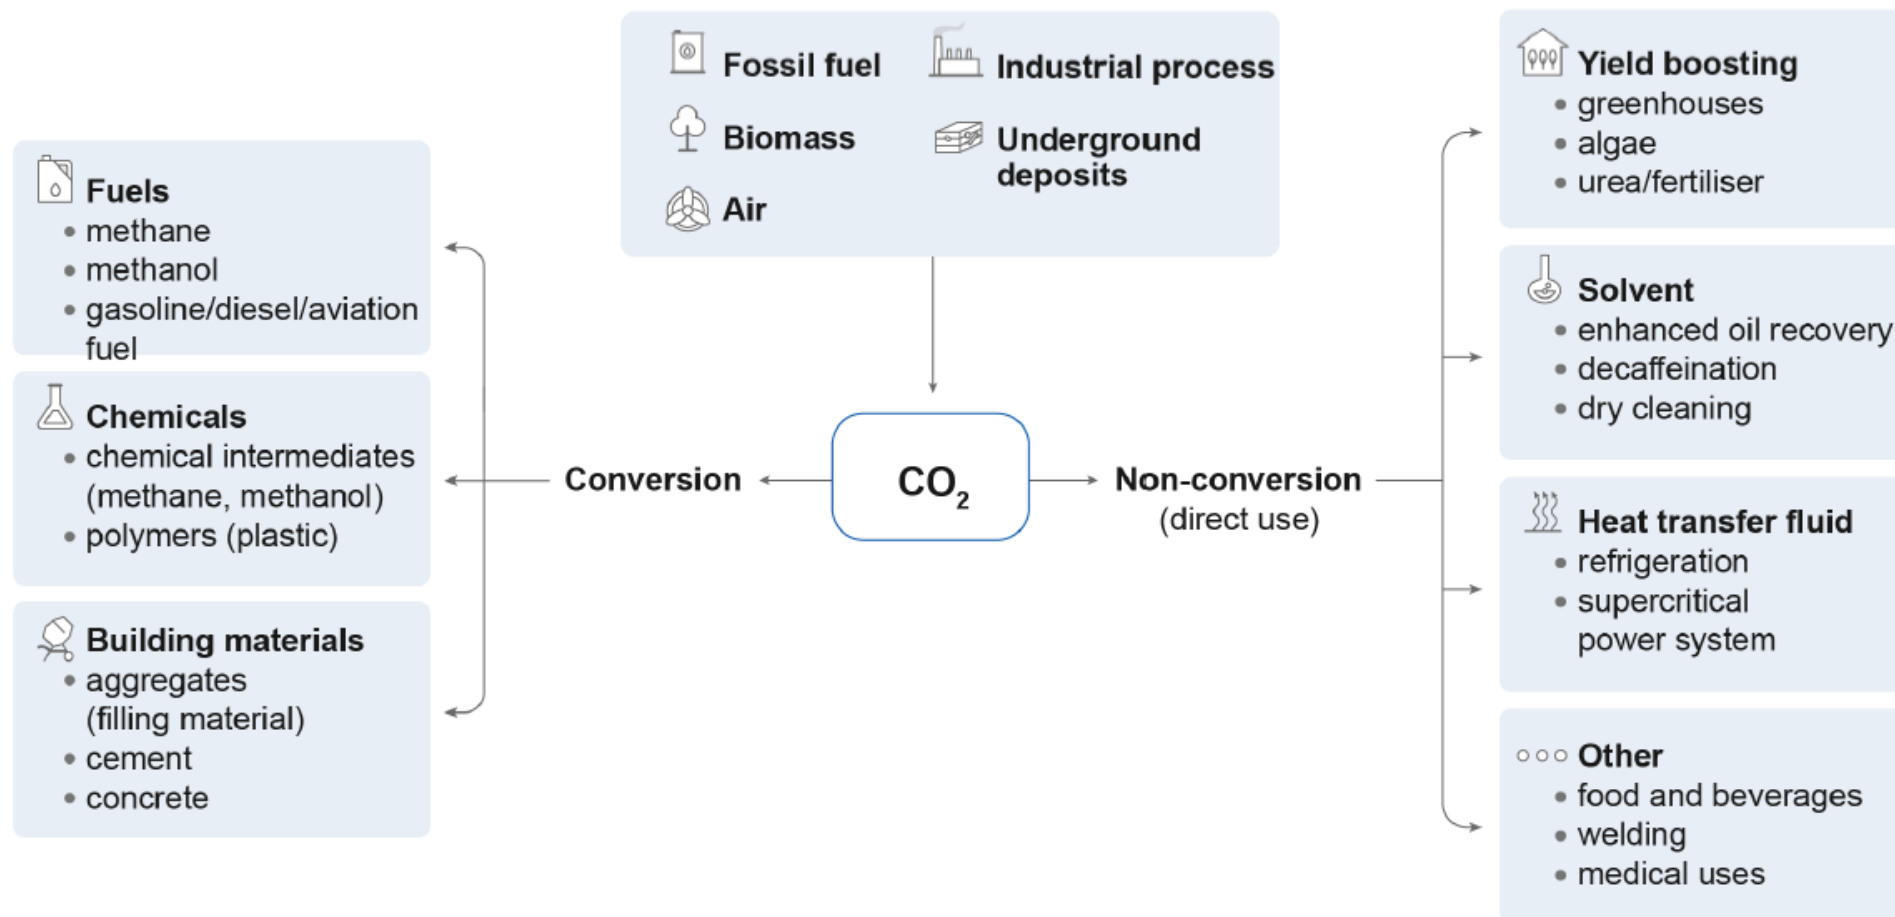 Fossil fuel
Industrial process
Biomass
Underground
deposits
Air
Fuels
• methane
• methanol
• gasoline/diesel/aviation
fuel
Chemicals
• chemical intermediates
(methane, methanol)
• polymers (plastic)
Building materials
• aggregates
(filling material)
• cement
• concrete
Conversion
CO₂
Non-conversion
(direct use)
Yield boosting
• greenhouses
• algae
• urea/fertiliser
Solvent
• enhanced oil recovery
• decaffeination
• dry cleaning
Heat transfer fluid
• refrigeration
• supercritical
power system
Other
• food and beverages
• welding
• medical uses